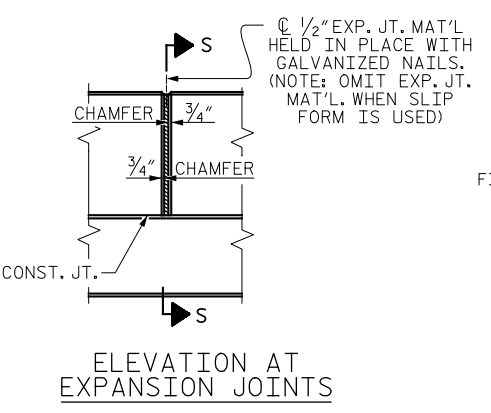 S
℄ 1/2" EXP. JT. MAT'L
HELD IN PLACE WITH
GALVANIZED NAILS.
(NOTE: OMIT EXP. JT.
MAT'L. WHEN SLIP
FORM IS USED)
CHAMFER 3/4"
3/4" CHAMFER
FI
CONST. JT.
S
ELEVATION AT
EXPANSION JOINTS